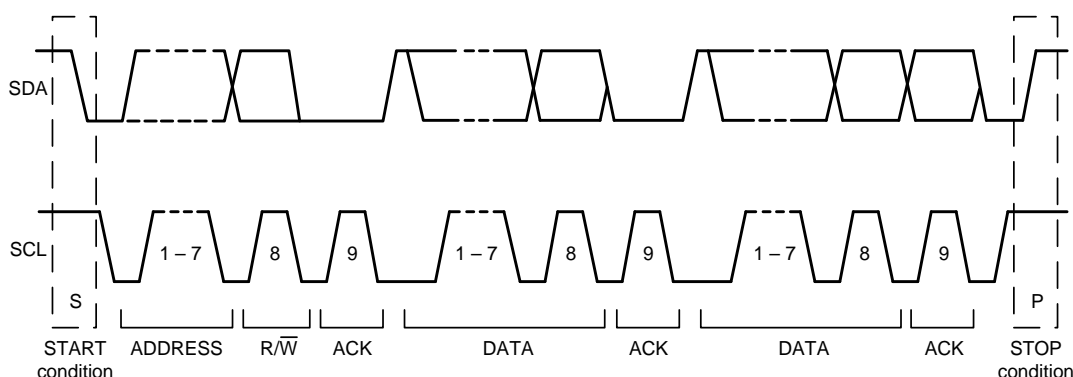 SDA
SCL
1 – 7 8 9 1 – 7 8 9 1 – 7 8 9
S P
START ADDRESS R/W̅ ACK DATA ACK DATA ACK STOP
condition condition